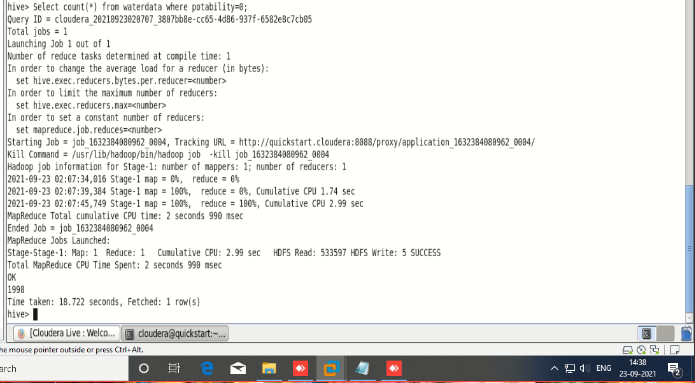 hive> Select count(*) from waterdata where potability=0;
Query ID = cloudera_20210923020707_3807bb8e-cc65-4d86-937f-6582e8c7cb05
Total jobs = 1
Launching Job 1 out of 1
Number of reduce tasks determined at compile time: 1
In order to change the average load for a reducer (in bytes):
  set hive.exec.reducers.bytes.per.reducer=<number>
In order to limit the maximum number of reducers:
  set hive.exec.reducers.max=<number>
In order to set a constant number of reducers:
  set mapreduce.job.reduces=<number>
Starting Job = job_1632384080962_0004, Tracking URL = http://quickstart.cloudera:8088/proxy/application_1632384080962_0004/
Kill Command = /usr/lib/hadoop/bin/hadoop job  -kill job_1632384080962_0004
Hadoop job information for Stage-1: number of mappers: 1; number of reducers: 1
2021-09-23 02:07:34,016 Stage-1 map = 0%,  reduce = 0%
2021-09-23 02:07:39,384 Stage-1 map = 100%,  reduce = 0%, Cumulative CPU 1.74 sec
2021-09-23 02:07:45,749 Stage-1 map = 100%,  reduce = 100%, Cumulative CPU 2.99 sec
MapReduce Total cumulative CPU time: 2 seconds 990 msec
Ended Job = job_1632384080962_0004
MapReduce Jobs Launched:
Stage-Stage-1: Map: 1  Reduce: 1   Cumulative CPU: 2.99 sec   HDFS Read: 533597 HDFS Write: 5 SUCCESS
Total MapReduce CPU Time Spent: 2 seconds 990 msec
OK
1998
Time taken: 18.722 seconds, Fetched: 1 row(s)
hive>
[Cloudera Live : Welco... cloudera@quickstart:~...
he mouse pointer outside or press Ctrl+Alt.
arch
ENG
14:38
23-09-2021
2